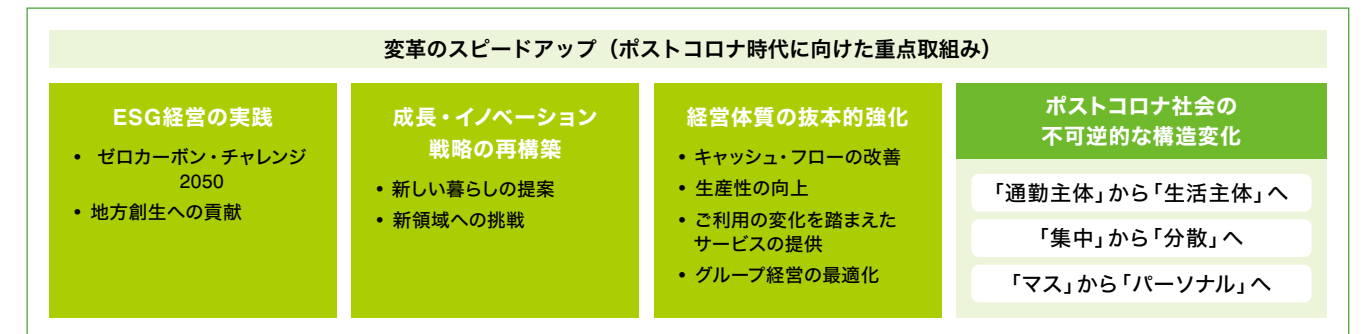 変革のスピードアップ（ポストコロナ時代に向けた重点取組み）
ESG経営の実践
• ゼロカーボン・チャレンジ
2050
• 地方創生への貢献
成長・イノベーション
戦略の再構築
• 新しい暮らしの提案
• 新領域への挑戦
経営体質の抜本的強化
• キャッシュ・フローの改善
• 生産性の向上
• ご利用の変化を踏まえた
サービスの提供
• グループ経営の最適化
ポストコロナ社会の
不可逆的な構造変化
「通勤主体」から「生活主体」へ
「集中」から「分散」へ
「マス」から「パーソナル」へ